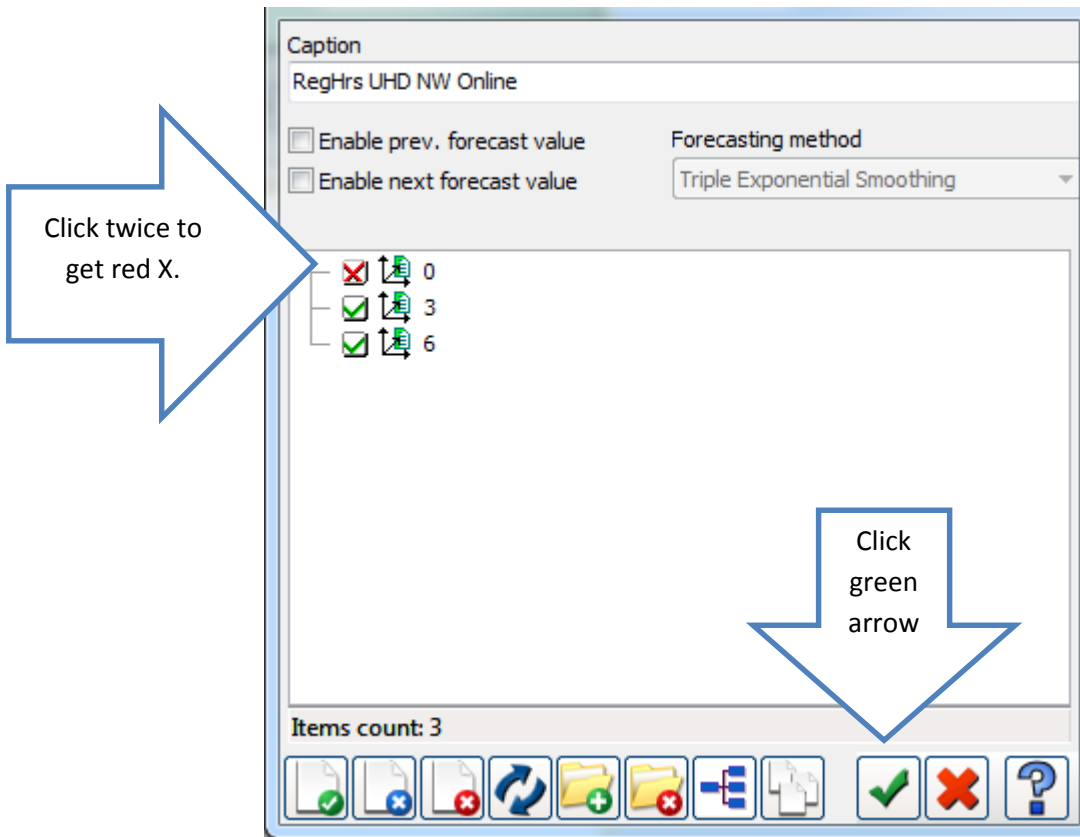 Caption
RegHrs UHD NW Online
Enable prev. forecast value
Forecasting method
Enable next forecast value
Triple Exponential Smoothing
Click twice to
get red X.
0
3
6
Click
green
arrow
Items count: 3